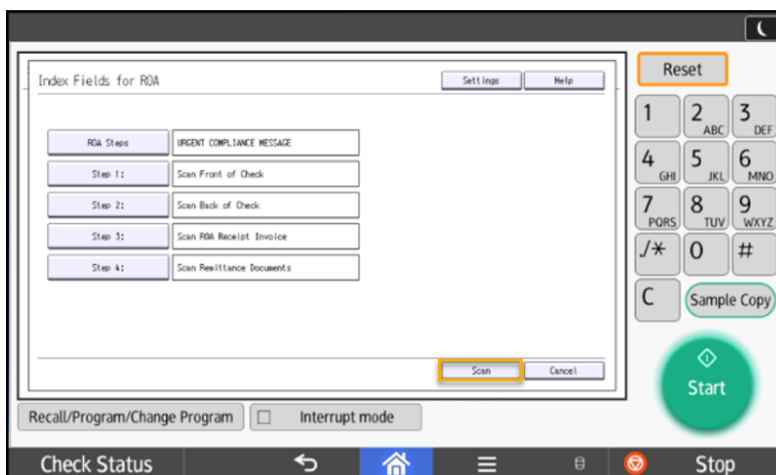 Index Fields for ROA
Settings
Help
ROA Steps
URGENT COMPLIANCE MESSAGE
Step 1:
Scan Front of Check
Step 2:
Scan Back of Check
Step 3:
Scan ROA Receipt Invoice
Step 4:
Scan Remittance Documents
Scan
Cancel
Reset
1
2 ABC
3 DEF
4 GHI
5 JKL
6 MNO
7 PQRS
8 TUV
9 WXYZ
./*
0
#
C
Sample Copy
Start
Recall/Program/Change Program
Interrupt mode
Check Status
Stop